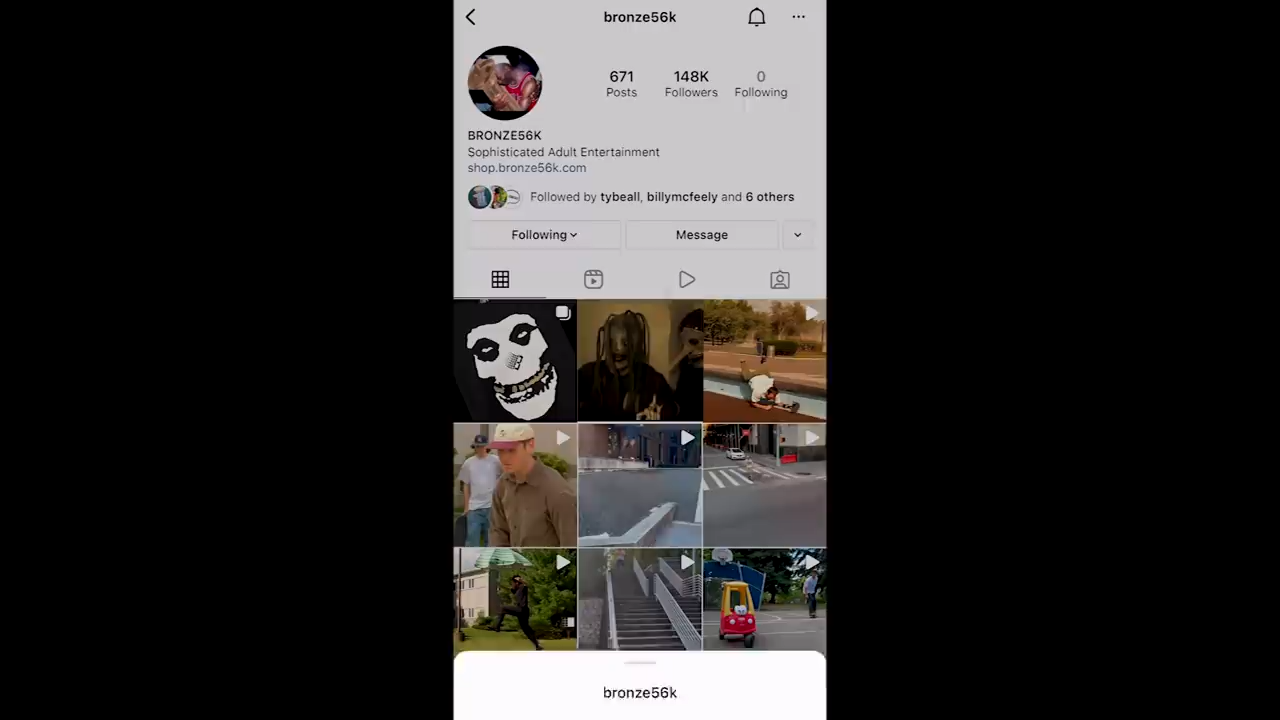 bronze56k
671 148K 0
Posts Followers Following
BRONZE56K
Sophisticated Adult Entertainment
shop.bronze56k.com
Followed by tybeall, billymcfeely and 6 others
Following Message
bronze56k